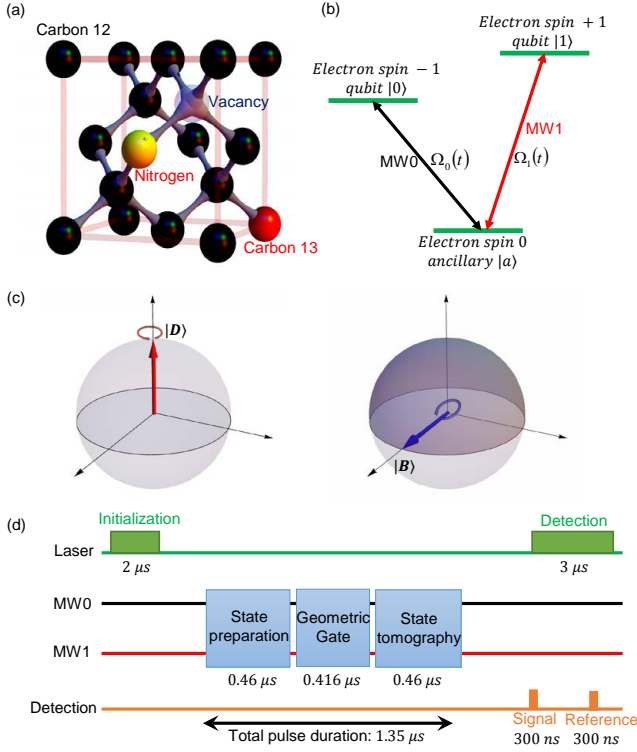 (a)
Carbon 12
Vacancy
Nitrogen
Carbon 13
(b)
Electron spin − 1
qubit |0⟩
Electron spin + 1
qubit |1⟩
MW0
Ω₀(t)
MW1
Ω₁(t)
Electron spin 0
ancillary |a⟩
(c)
|D⟩
|B⟩
(d)
Initialization
Detection
Laser
2 μs
3 μs
MW0
MW1
State preparation
Geometric Gate
State tomography
0.46 μs
0.416 μs
0.46 μs
Detection
Total pulse duration: 1.35 μs
Signal
300 ns
Reference
300 ns